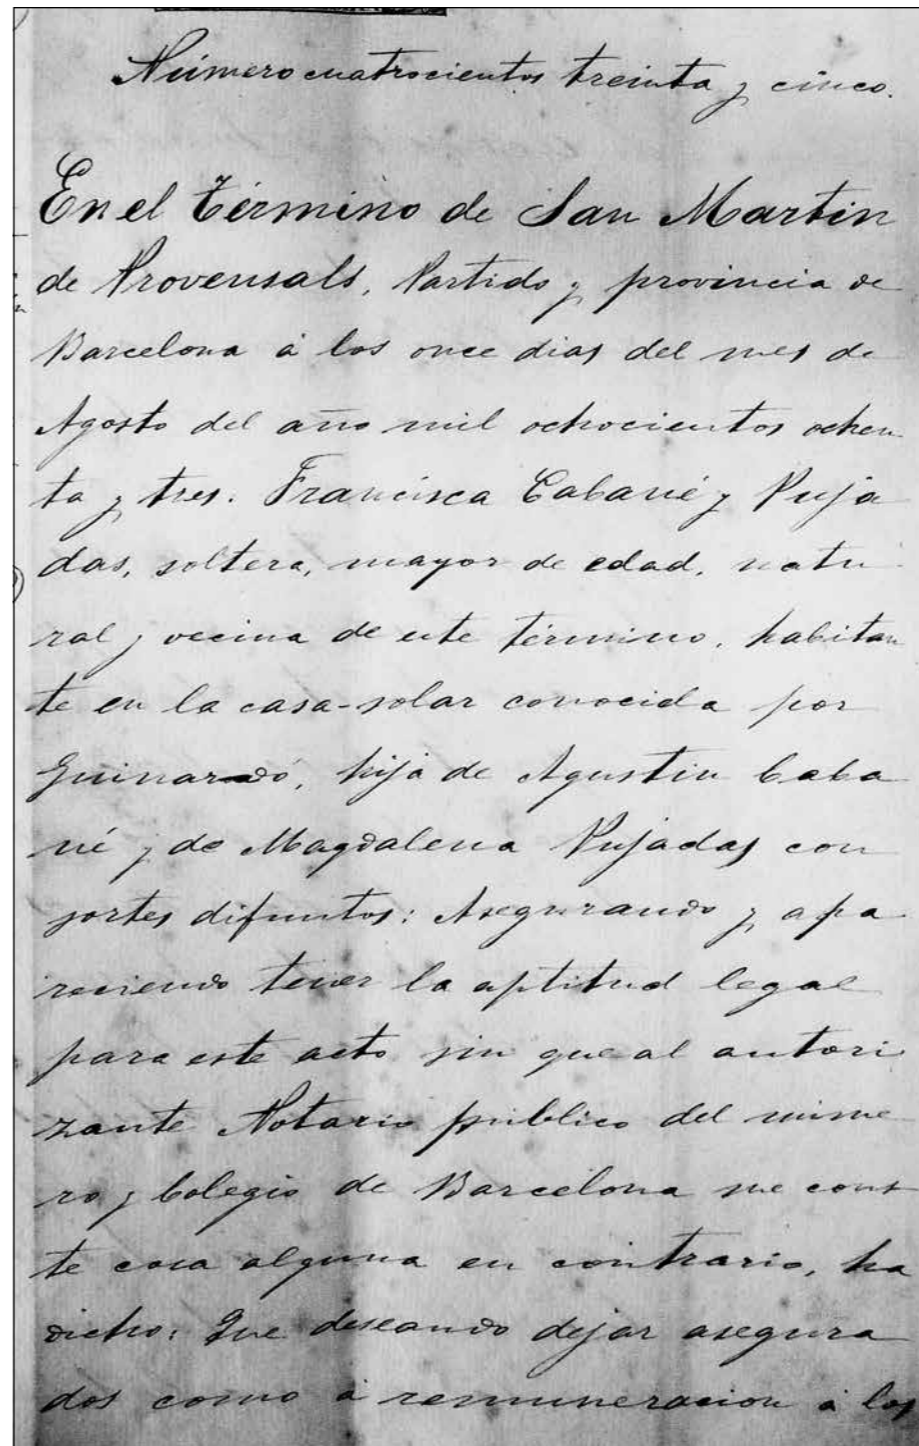 Número cuatrocientos treinta y cinco.
En el Término de San Martin
de Provensals, Partido y provincia de
Barcelona á los once dias del mes de
Agosto del año mil ochocientos ochen
ta y tres. Francisca Cabañé y Puja
das, soltera, mayor de edad, natu
ral y vecina de este término, habitan
te en la casa-solar conocida por
Guinardó, hija de Agustin Caba
né y de Magdalena Pujadas con
sortes difuntos: Asegurando y apa
reciendo tener la aptitud legal
para este acto sin que al autori
zante Notario público del núme
ro y Colegio de Barcelona me cons
te cosa alguna en contrario, ha
dicho: Que deseando dejar asegura
dos como á remuneracion á los